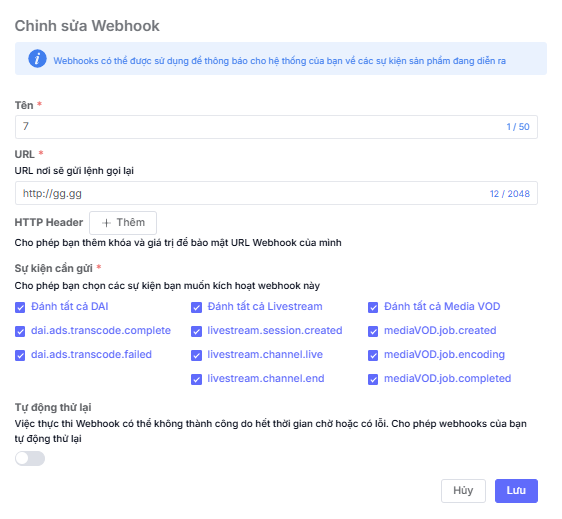 Chỉnh sửa Webhook
Webhooks có thể được sử dụng để thông báo cho hệ thống của bạn về các sự kiện sản phẩm đang diễn ra
Tên *
7 1 / 50
URL *
URL nơi sẽ gửi lệnh gọi lại
http://gg.gg 12 / 2048
HTTP Header + Thêm
Cho phép bạn thêm khóa và giá trị để bảo mật URL Webhook của mình
Sự kiện cần gửi *
Cho phép bạn chọn các sự kiện bạn muốn kích hoạt webhook này
Đánh tất cả DAI Đánh tất cả Livestream Đánh tất cả Media VOD
dai.ads.transcode.complete livestream.session.created mediaVOD.job.created
dai.ads.transcode.failed livestream.channel.live mediaVOD.job.encoding
livestream.channel.end mediaVOD.job.completed
Tự động thử lại
Việc thực thi Webhook có thể không thành công do hết thời gian chờ hoặc có lỗi. Cho phép webhooks của bạn
tự động thử lại
Hủy Lưu